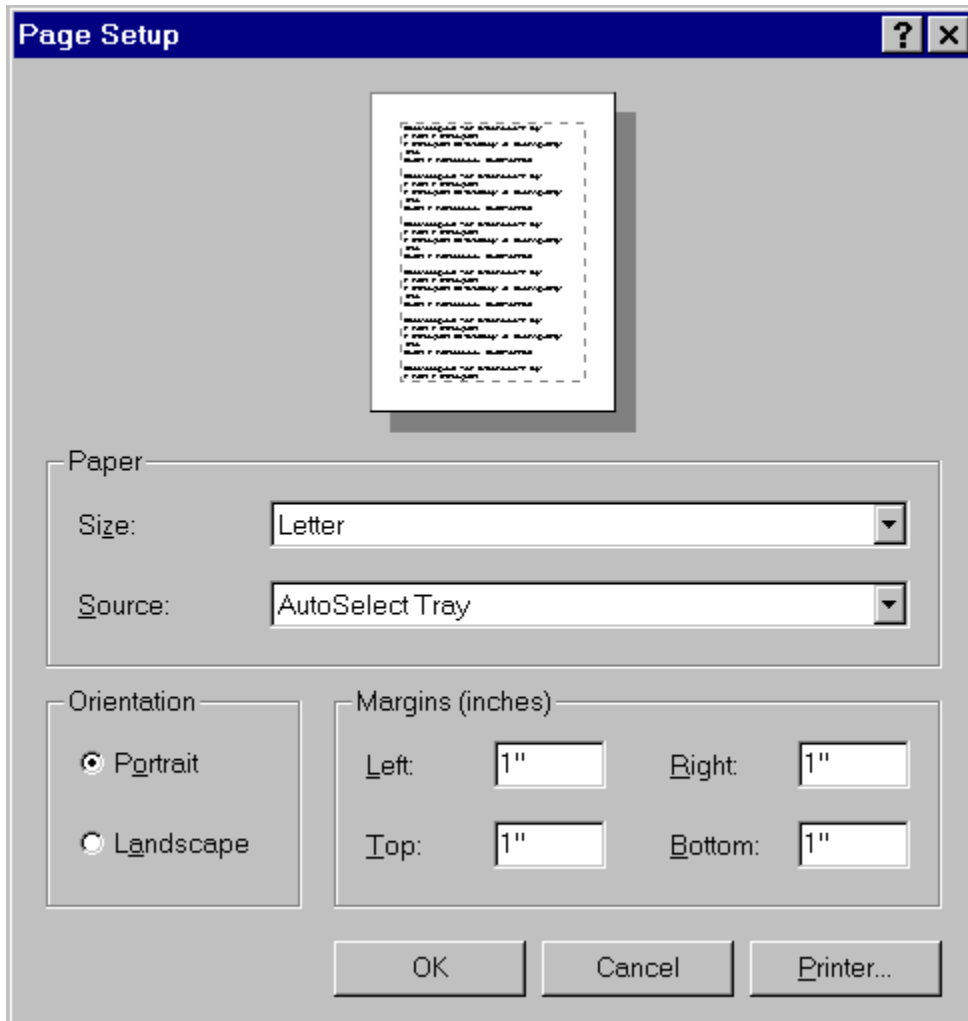 Page Setup
Paper
Size: Letter
Source: AutoSelect Tray
Orientation
Portrait
Landscape
Margins (inches)
Left: 1" Right: 1"
Top: 1" Bottom: 1"
OK Cancel Printer...